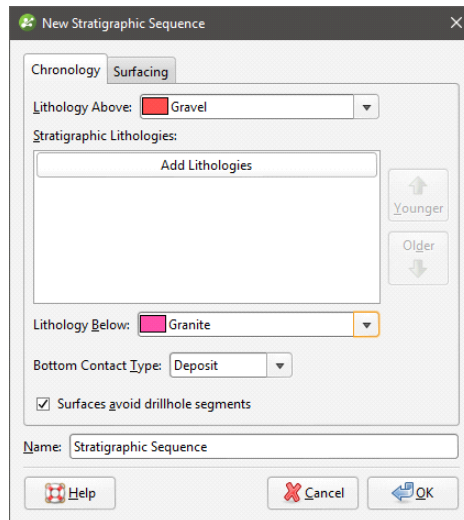 New Stratigraphic Sequence
Chronology Surfacing
Lithology Above: Gravel
Stratigraphic Lithologies:
Add Lithologies
Younger
Older
Lithology Below: Granite
Bottom Contact Type: Deposit
Surfaces avoid drillhole segments
Name: Stratigraphic Sequence
Help Cancel OK